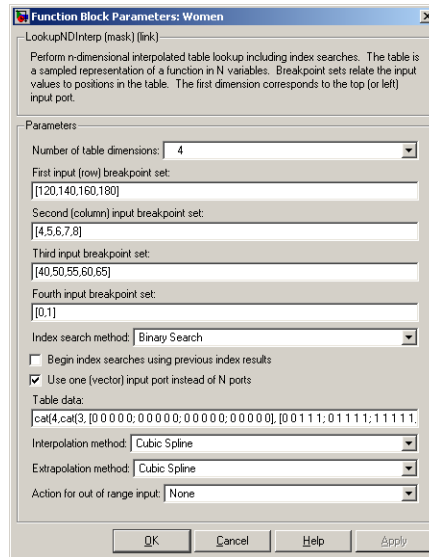 Function Block Parameters: Women
LookupNDInterp (mask) (link)
Perform n-dimensional interpolated table lookup including index searches. The table
is a sampled representation of a function in N variables. Breakpoint sets relate the input
values to positions in the table. The first dimension corresponds to the top (or left)
input port.
Parameters
Number of table dimensions: 4
First input (row) breakpoint set:
[120,140,160,180]
Second (column) input breakpoint set:
[4,5,6,7,8]
Third input breakpoint set:
[40,50,55,60,65]
Fourth input breakpoint set:
[0,1]
Index search method: Binary Search
Begin index searches using previous index results
Use one (vector) input port instead of N ports
Table data:
cat(4,cat(3, [0 0 0 0 0; 0 0 0 0 0; 0 0 0 0 0; 0 0 0 0 0], [0 0 1 1 1; 0 1 1 1 1; 1 1 1 1 1,
Interpolation method: Cubic Spline
Extrapolation method: Cubic Spline
Action for out of range input: None
OK Cancel Help Apply